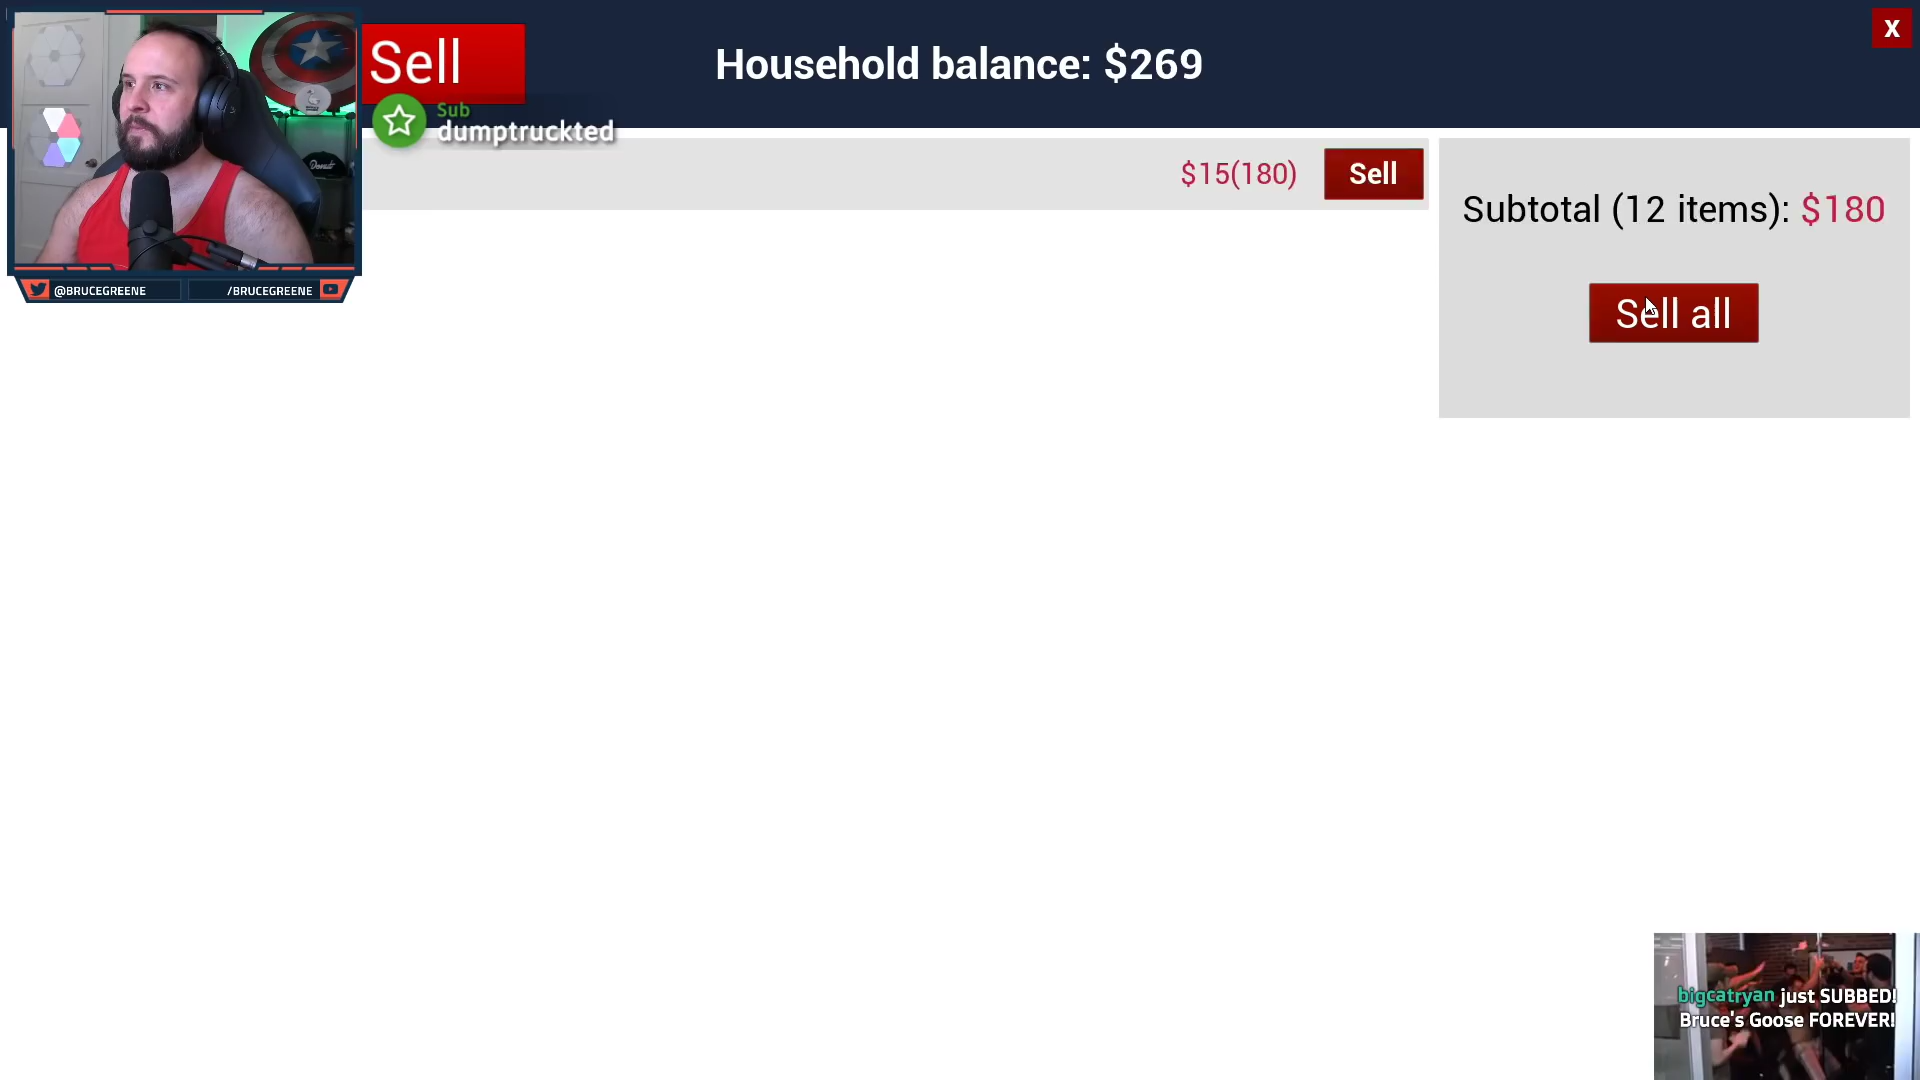 Sell
Household balance: $269
X
Sub
dumptruckted
$15(180)
Sell
Subtotal (12 items): $180
Sell all
Donut
@BRUCEGREENE
/BRUCEGREENE
bigcatryan just SUBBED!
Bruce's Goose FOREVER!